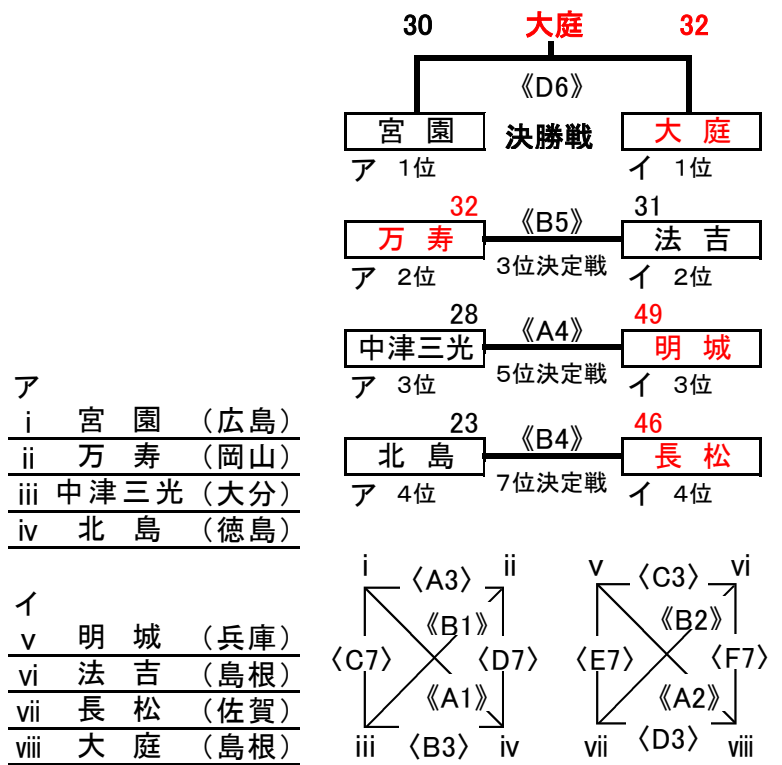 30 大庭 32
《D6》
宮園 決勝戦 大庭
ア 1位 イ 1位
32 《B5》 31
万寿 法吉
ア 2位 3位決定戦 イ 2位
28 《A4》 49
中津三光 明城
ア 3位 5位決定戦 イ 3位
23 《B4》 46
北島 長松
ア 4位 7位決定戦 イ 4位
ア
ⅰ 宮園 (広島)
ⅱ 万寿 (岡山)
ⅲ 中津三光 (大分)
ⅳ 北島 (徳島)
イ
ⅴ 明城 (兵庫)
ⅵ 法吉 (島根)
ⅶ 長松 (佐賀)
ⅷ 大庭 (島根)
ⅰ 〈A3〉 ⅱ
《B1》
〈C7〉 〈D7〉
《A1》
ⅲ 〈B3〉 ⅳ
ⅴ 〈C3〉 ⅵ
《B2》
〈E7〉 〈F7〉
《A2》
ⅶ 〈D3〉 ⅷ